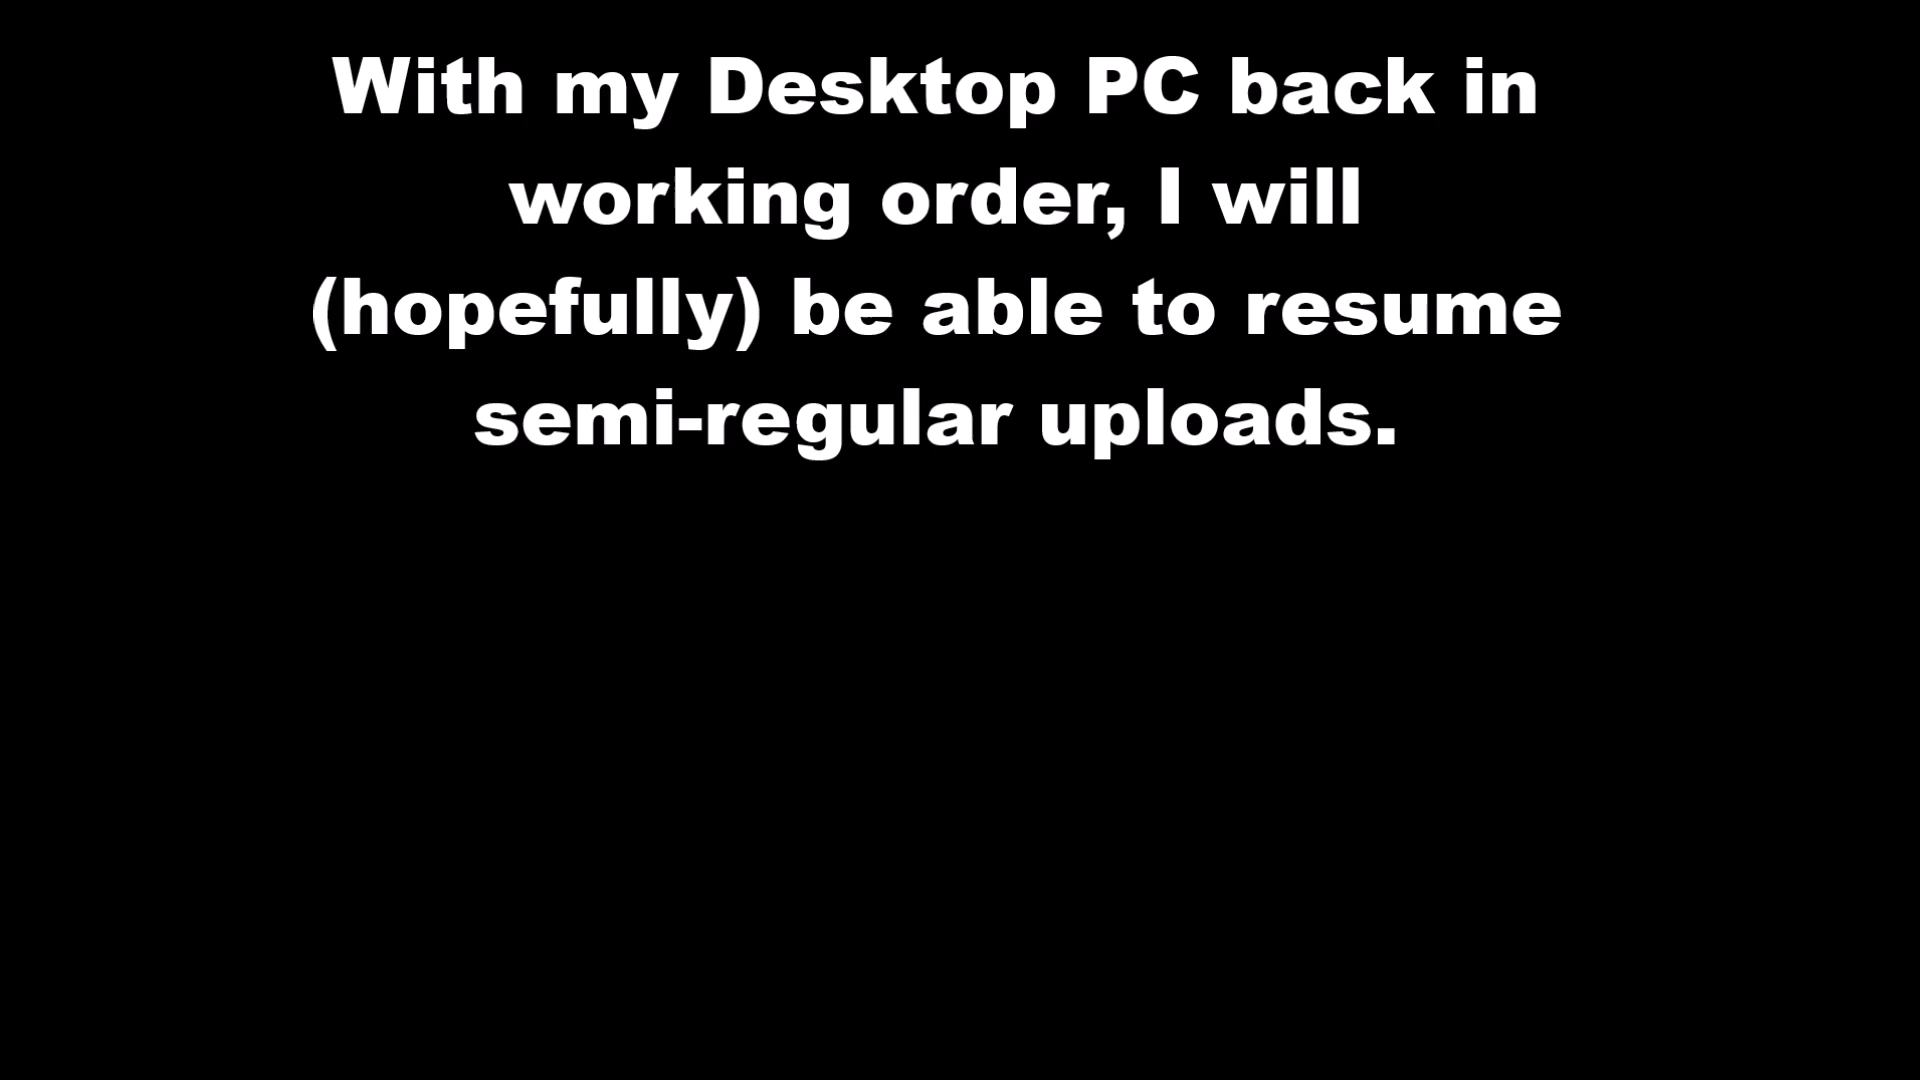 With my Desktop PC back in
working order, I will
(hopefully) be able to resume
semi-regular uploads.